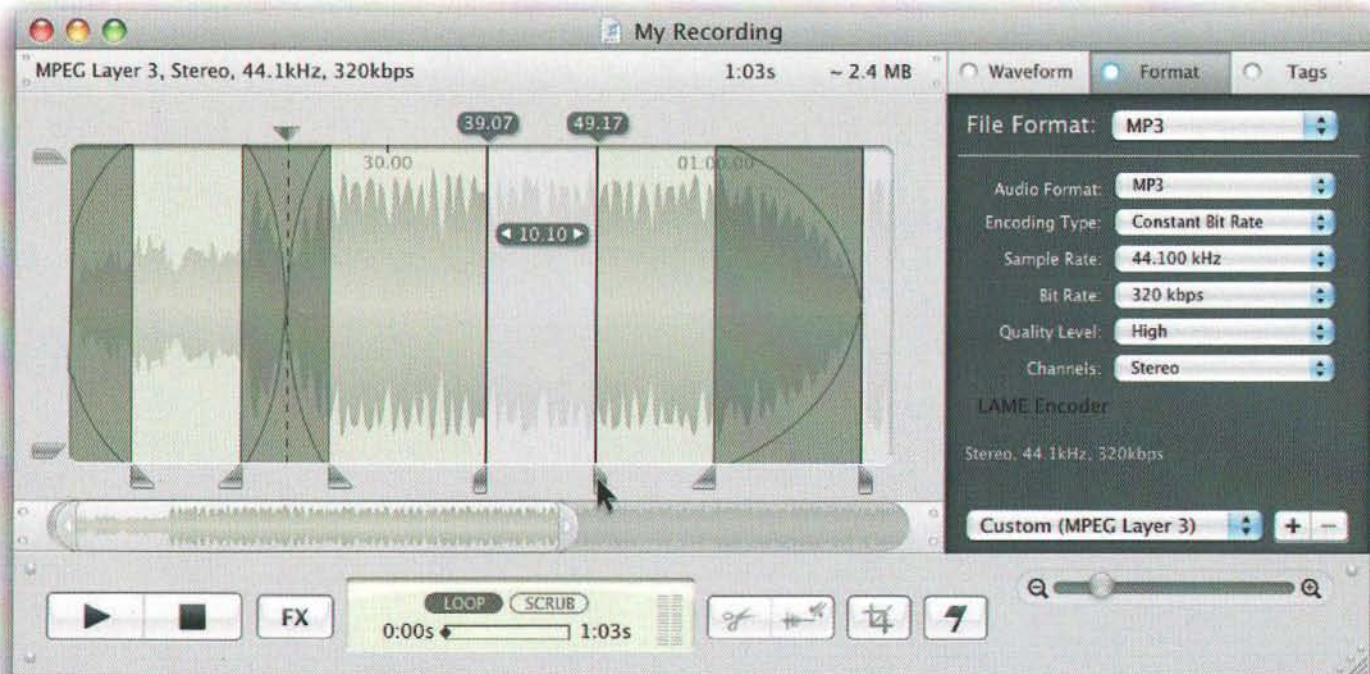 My Recording
MPEG Layer 3, Stereo, 44.1kHz, 320kbps 1:03s ~ 2.4 MB
Waveform Format Tags
39.07 49.17
30.00 01:00.00
10.10
File Format: MP3
Audio Format: MP3
Encoding Type: Constant Bit Rate
Sample Rate: 44.100 kHz
Bit Rate: 320 kbps
Quality Level: High
Channels: Stereo
LAME Encoder
Stereo, 44.1kHz, 320kbps
Custom (MPEG Layer 3) + −
FX
LOOP SCRUB
0:00s 1:03s